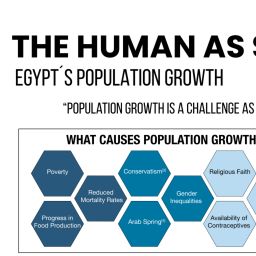 THE HUMAN AS
EGYPT´S POPULATION GROWTH
“POPULATION GROWTH IS A CHALLENGE AS
WHAT CAUSES POPULATION GROWTH
Poverty
Conservatism
Religious Faith
Reduced
Mortality Rates
Gender
Inequalities
Progress in
Food Production
Arab Spring
Availability of
Contraceptives